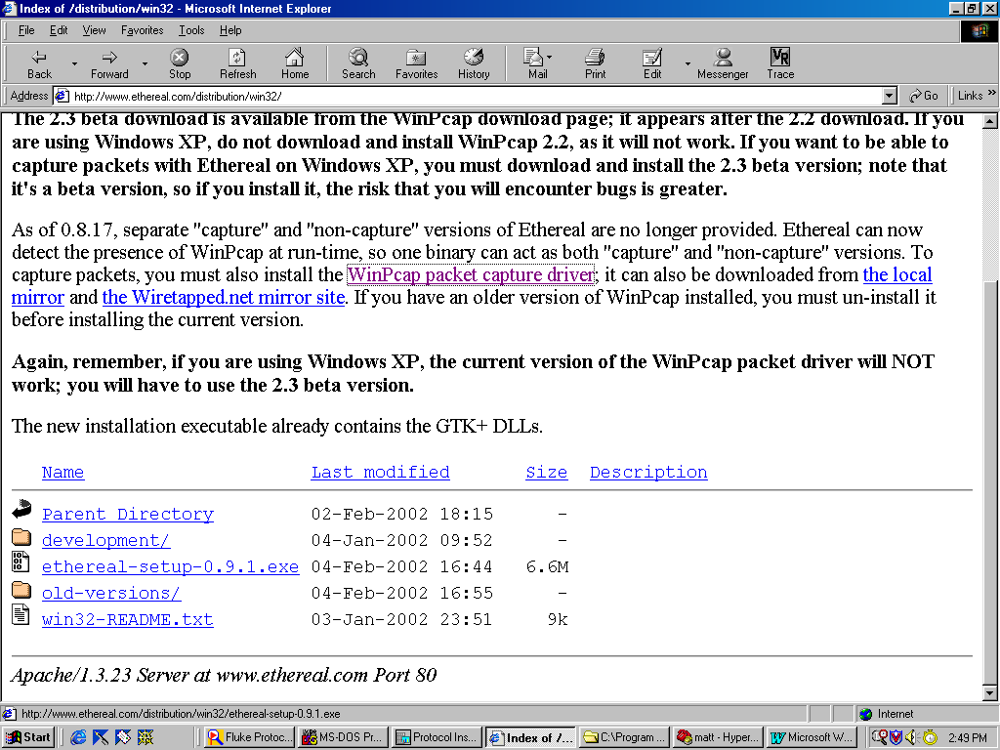 Index of /distribution/win32 - Microsoft Internet Explorer
File Edit View Favorites Tools Help
Back Forward Stop Refresh Home Search Favorites History Mail Print Edit Messenger Trace
Address http://www.ethereal.com/distribution/win32/ Go Links »
The 2.3 beta download is available from the WinPcap download page; it appears after the 2.2 download. If you
are using Windows XP, do not download and install WinPcap 2.2, as it will not work. If you want to be able to
capture packets with Ethereal on Windows XP, you must download and install the 2.3 beta version; note that
it's a beta version, so if you install it, the risk that you will encounter bugs is greater.
As of 0.8.17, separate "capture" and "non-capture" versions of Ethereal are no longer provided. Ethereal can now
detect the presence of WinPcap at run-time, so one binary can act as both "capture" and "non-capture" versions. To
capture packets, you must also install the WinPcap packet capture driver; it can also be downloaded from the local
mirror and the Wiretapped.net mirror site. If you have an older version of WinPcap installed, you must un-install it
before installing the current version.
Again, remember, if you are using Windows XP, the current version of the WinPcap packet driver will NOT
work; you will have to use the 2.3 beta version.
The new installation executable already contains the GTK+ DLLs.
Name Last modified Size Description
Parent Directory 02-Feb-2002 18:15 -
development/ 04-Jan-2002 09:52 -
ethereal-setup-0.9.1.exe 04-Feb-2002 16:44 6.6M
old-versions/ 04-Feb-2002 16:55 -
win32-README.txt 03-Jan-2002 23:51 9k
Apache/1.3.23 Server at www.ethereal.com Port 80
http://www.ethereal.com/distribution/win32/ethereal-setup-0.9.1.exe Internet
Start Fluke Protoc... MS-DOS Pr... Protocol Ins... Index of /... C:\Program ... matt - Hyper... Microsoft W... 2:49 PM